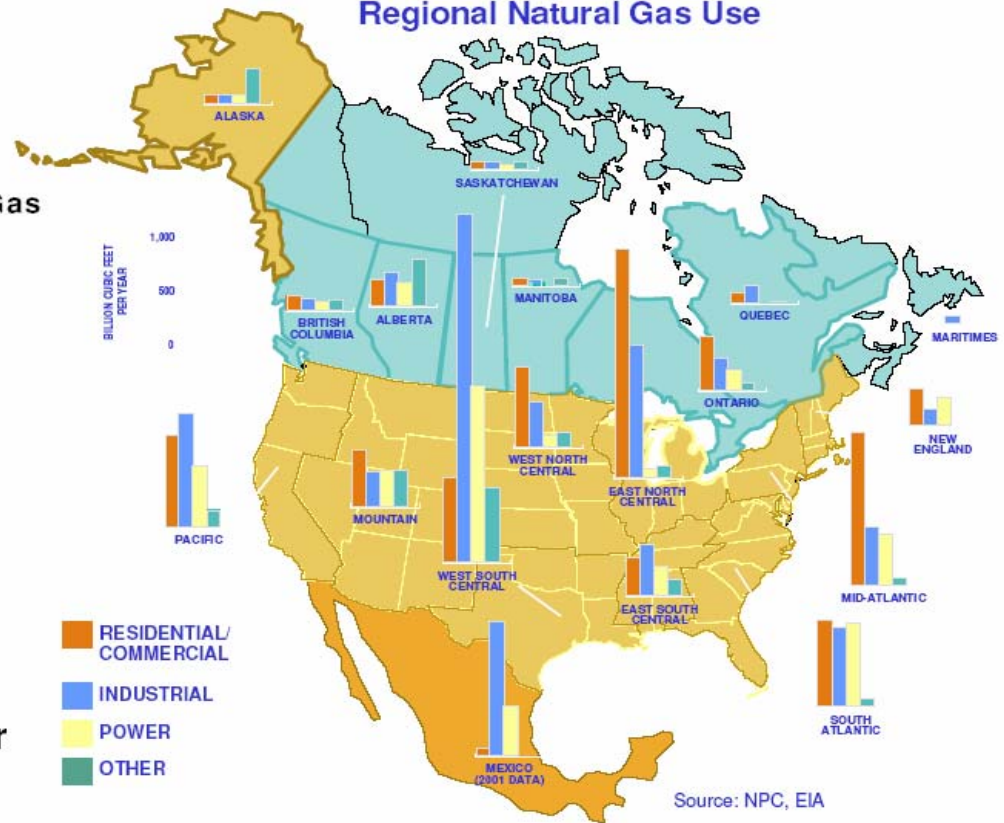 Regional Natural Gas Use
ALASKA
Gas
SASKATCHEWAN
1,000
500
0
BILLION CUBIC FEET
PER YEAR
BRITISH
COLUMBIA
ALBERTA
MANITOBA
QUEBEC
MARITIMES
ONTARIO
NEW
ENGLAND
WEST NORTH
CENTRAL
EAST NORTH
CENTRAL
MOUNTAIN
PACIFIC
WEST SOUTH
CENTRAL
EAST SOUTH
CENTRAL
MID-ATLANTIC
SOUTH
ATLANTIC
RESIDENTIAL/
COMMERCIAL
INDUSTRIAL
POWER
OTHER
r
MEXICO
(2001 DATA)
Source: NPC, EIA